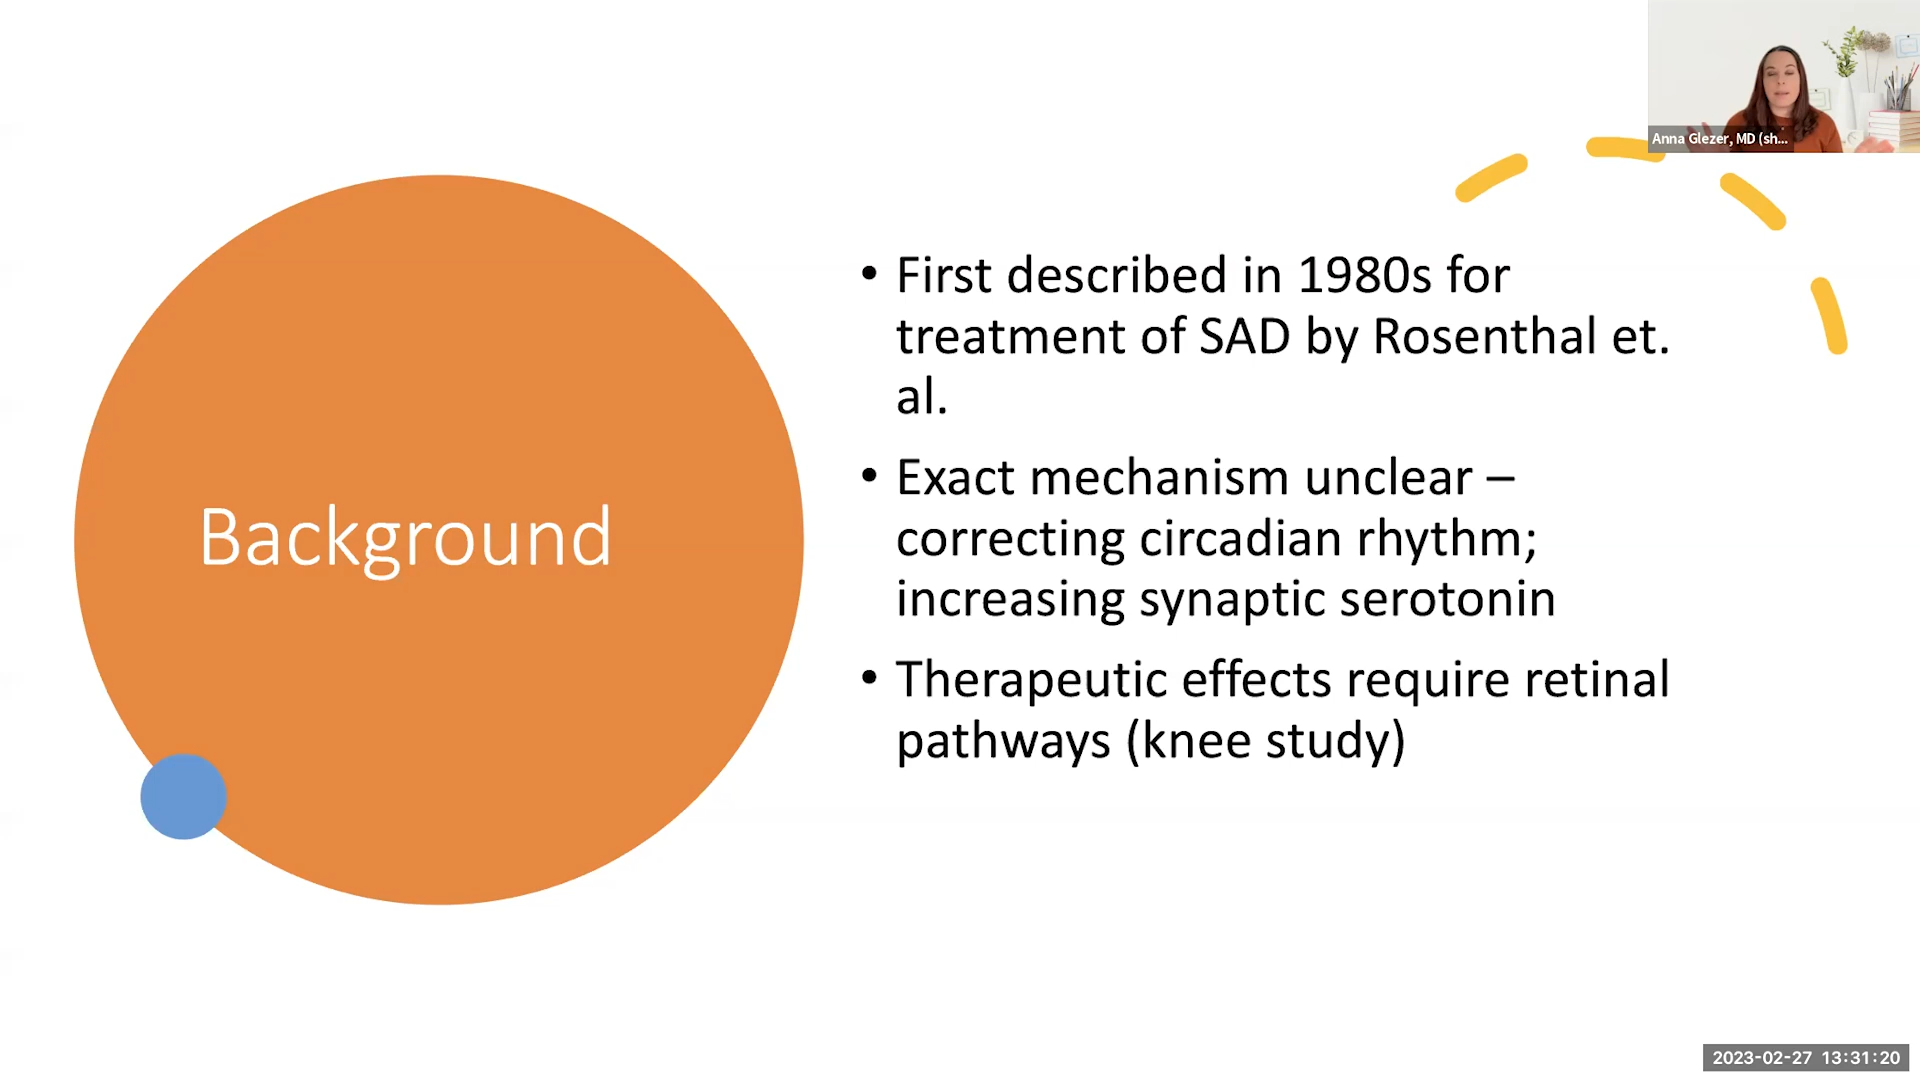 Anna Glezer, MD (sh...
Background
• First described in 1980s for
treatment of SAD by Rosenthal et.
al.
• Exact mechanism unclear –
correcting circadian rhythm;
increasing synaptic serotonin
• Therapeutic effects require retinal
pathways (knee study)
2023-02-27 13:31:20